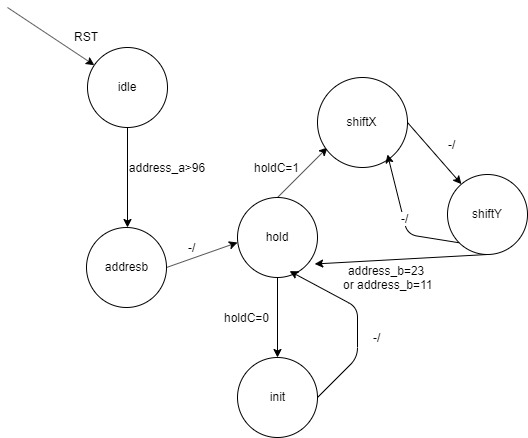 RST
idle
address_a>96
addresb
-/
hold
holdC=1
shiftX
-/
shiftY
-/
address_b=23
or address_b=11
holdC=0
-/
init